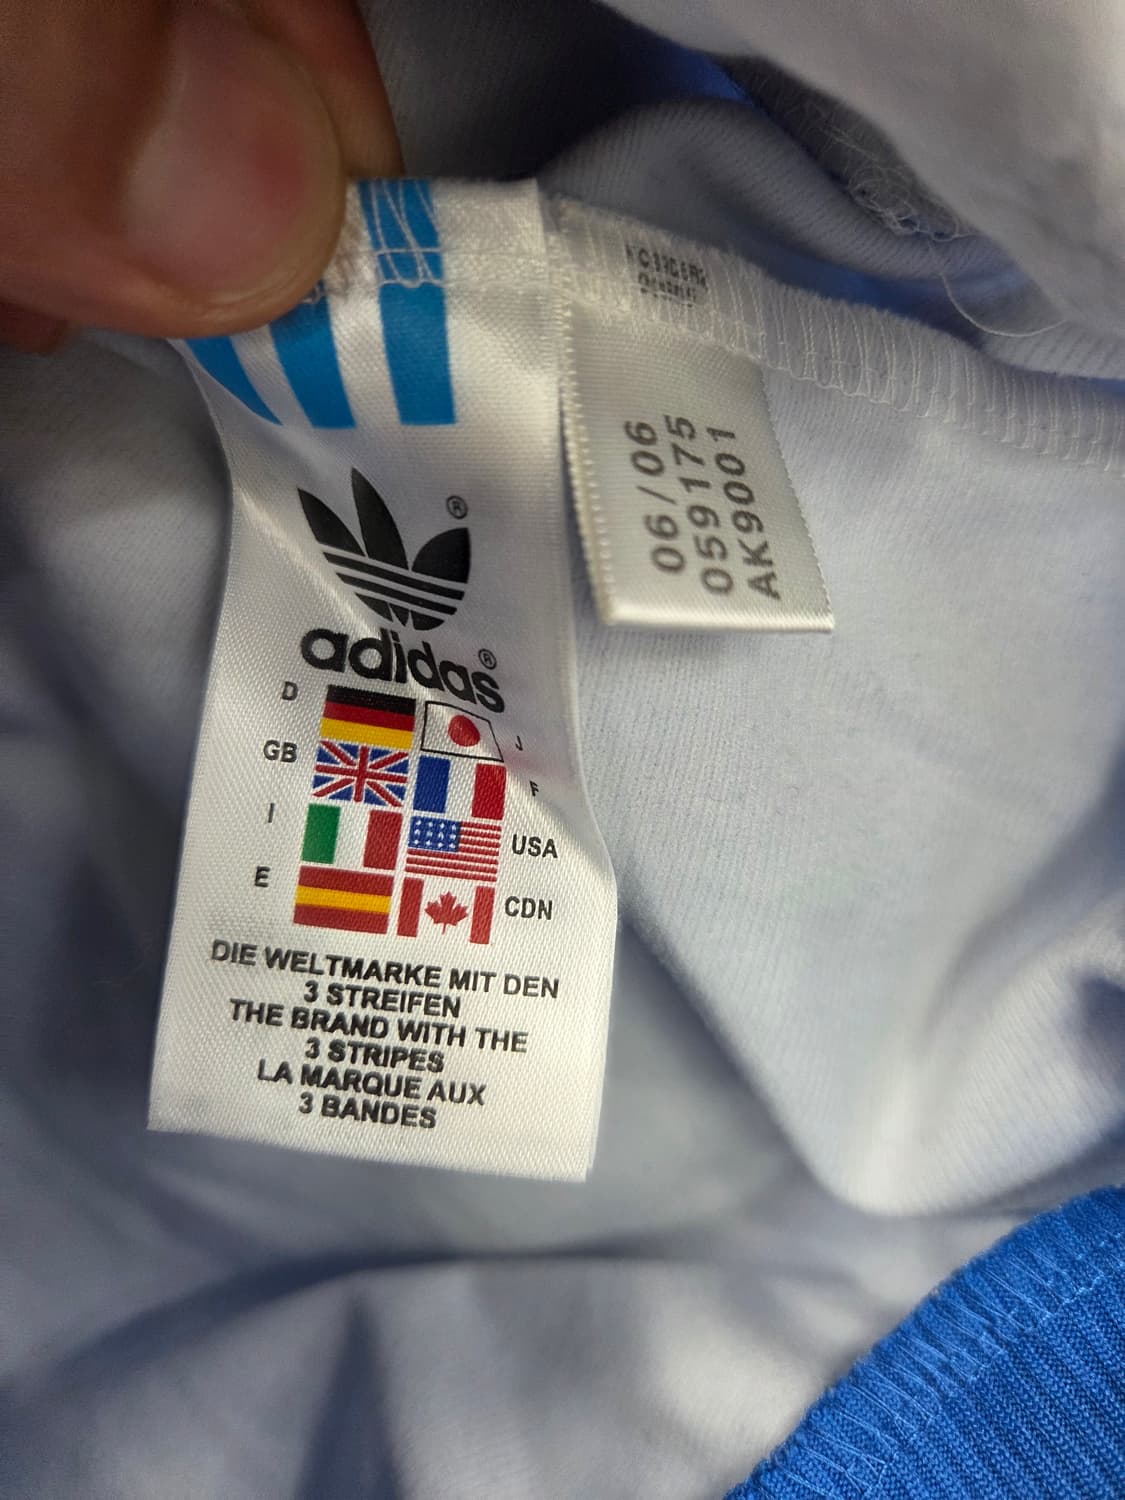 adidas®
D
J
GB
F
I
USA
E
CDN
DIE WELTMARKE MIT DEN
3 STREIFEN
THE BRAND WITH THE
3 STRIPES
LA MARQUE AUX
3 BANDES
06/06
059175
AK9001